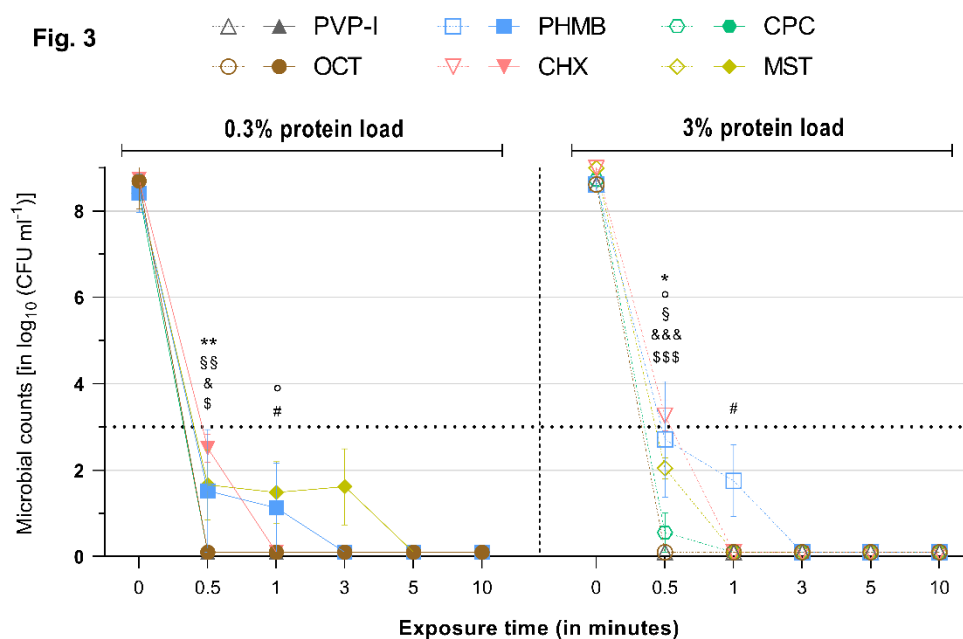 Fig. 3
PVP-I PHMB CPC
OCT CHX MST
0.3% protein load 3% protein load
Microbial counts [in log₁₀ (CFU ml⁻¹)]
8
6
4
2
0
**
§§
&
$
°
#
*
°
§
&&&
$$$
#
0 0.5 1 3 5 10 0 0.5 1 3 5 10
Exposure time (in minutes)